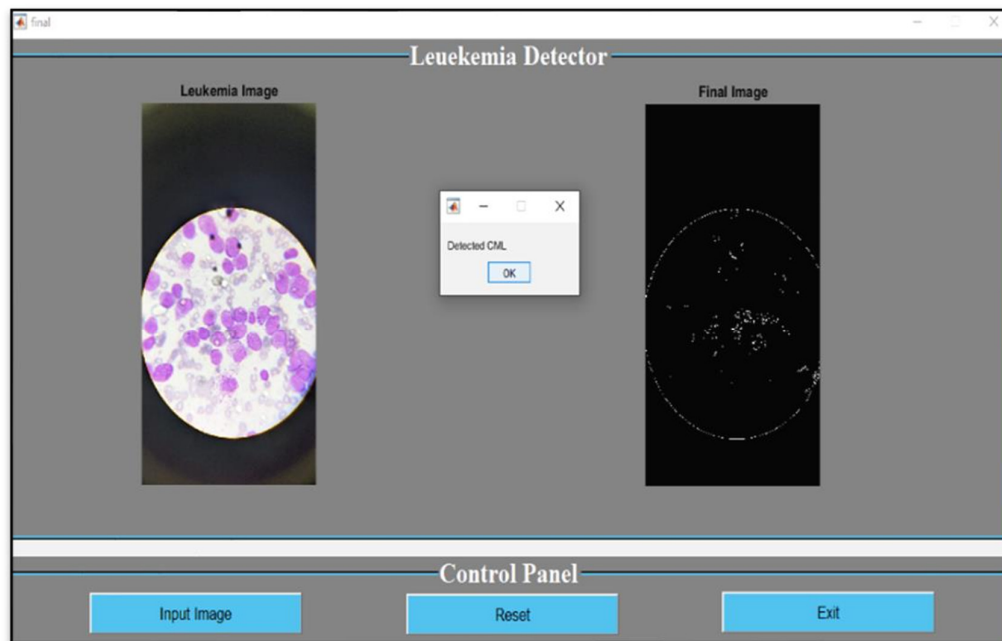 final
Leuekemia Detector
Leukemia Image
Final Image
Detected CML
OK
Control Panel
Input Image
Reset
Exit